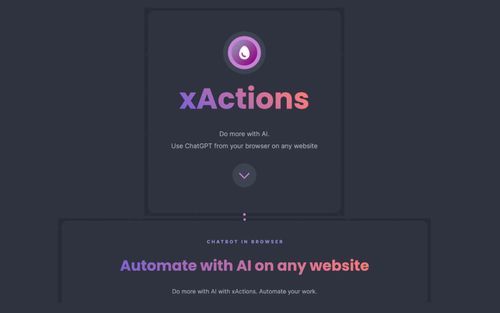 xActions
Do more with AI.
Use ChatGPT from your browser on any website
CHATBOT IN BROWSER
Automate with AI on any website
Do more with AI with xActions. Automate your work.